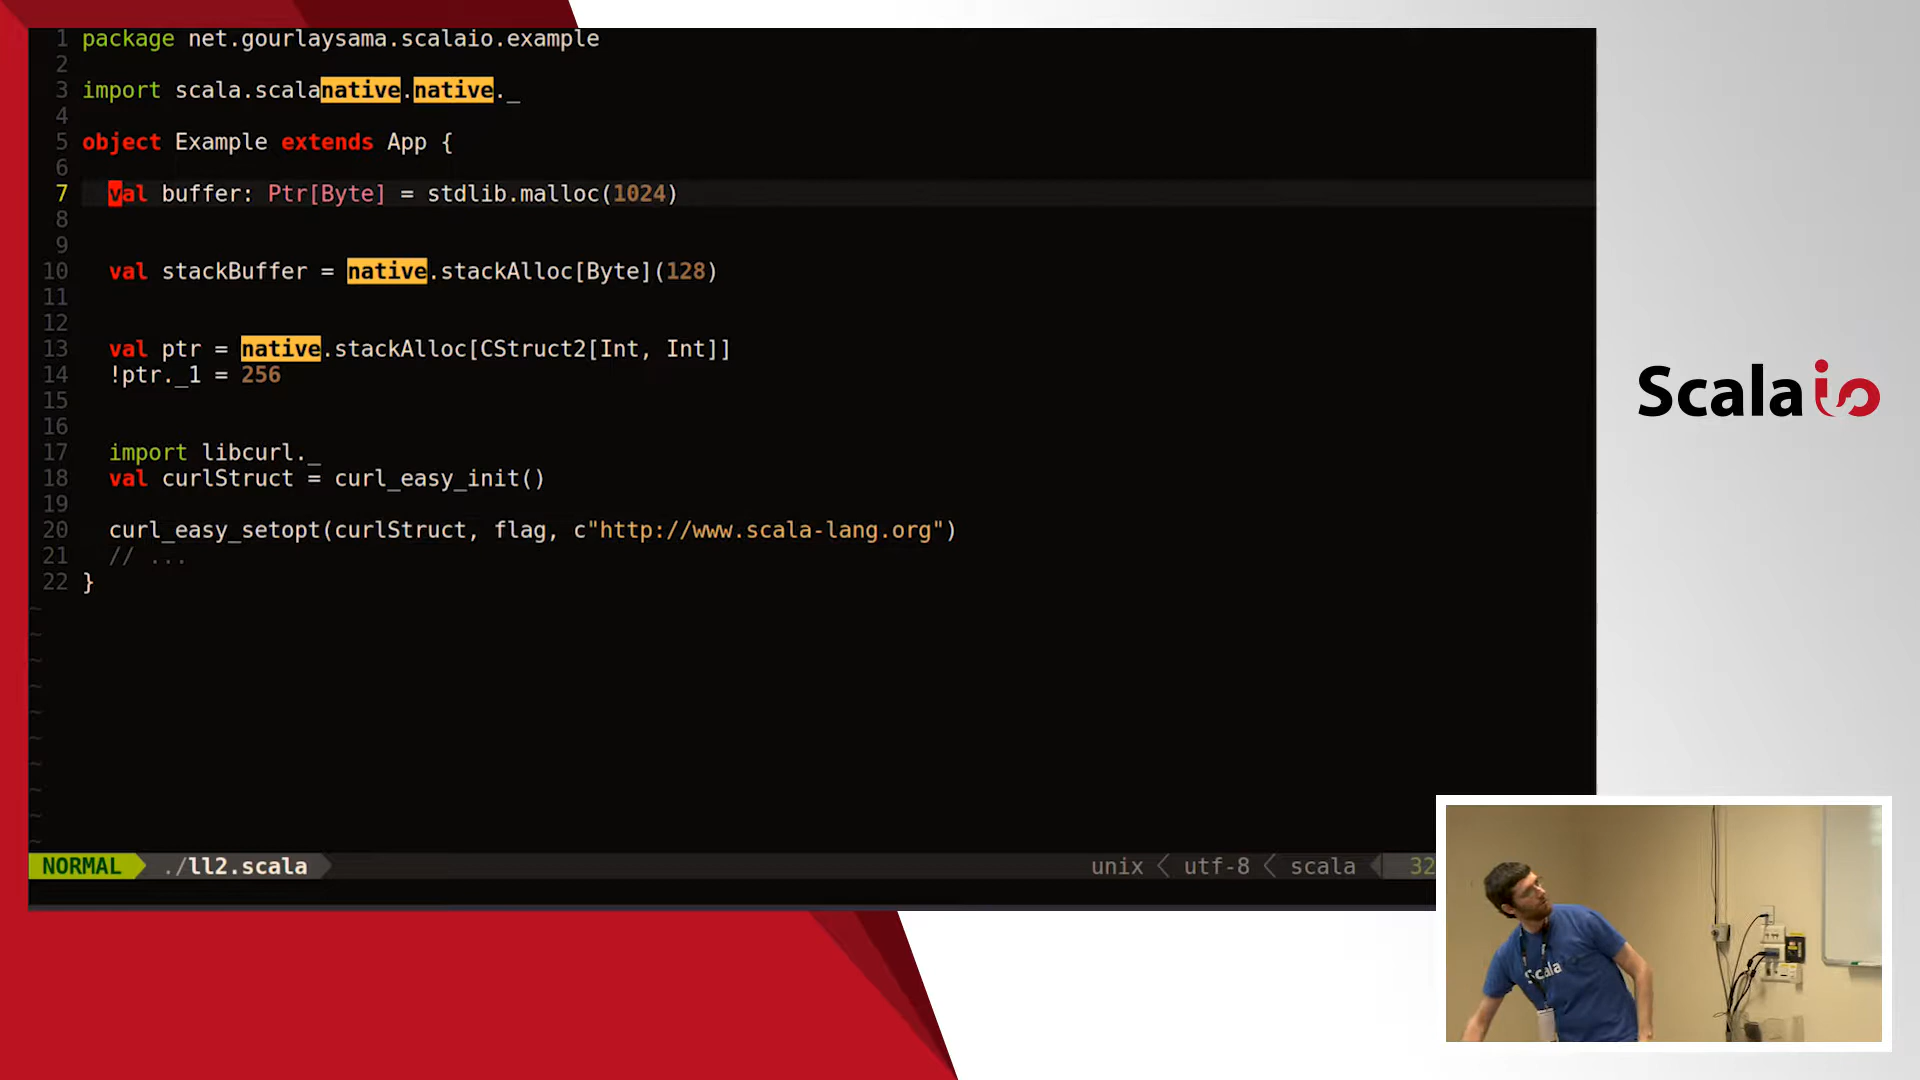 1 package net.gourlaysama.scalaio.example
2
3 import scala.scalanative.native._
4
5 object Example extends App {
6
7 val buffer: Ptr[Byte] = stdlib.malloc(1024)
8
9
10 val stackBuffer = native.stackAlloc[Byte](128)
11
12
13 val ptr = native.stackAlloc[CStruct2[Int, Int]]
14 !ptr._1 = 256
15
16
17 import libcurl._
18 val curlStruct = curl_easy_init()
19
20 curl_easy_setopt(curlStruct, flag, c"http://www.scala-lang.org")
21 // ...
22 }
~
~
~
~
~
~
~
~
~
~
NORMAL ./ll2.scala unix utf-8 scala 32
Scala io
Scala